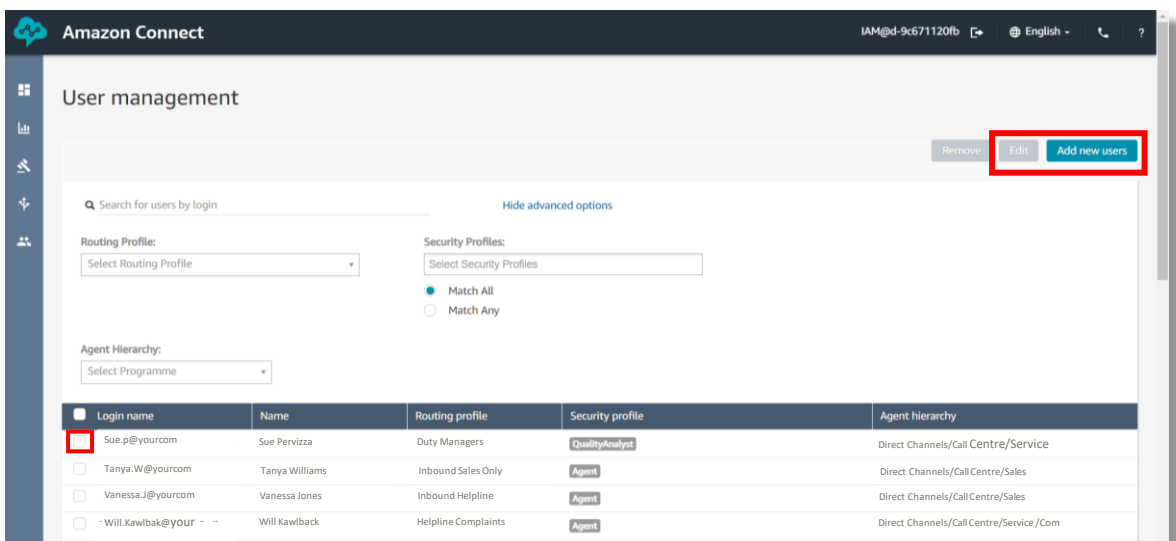 Amazon Connect
IAM@d-9c671120fb
English
?
User management
Remove
Edit
Add new users
Search for users by login
Hide advanced options
Routing Profile:
Security Profiles:
Select Routing Profile
Select Security Profiles
Match All
Match Any
Agent Hierarchy:
Select Programme
Login name Name Routing profile Security profile Agent hierarchy
Sue.p@yourcom Sue Pervizza Duty Managers QualityAnalyst Direct Channels/Call Centre/Service
Tanya.W@yourcom Tanya Williams Inbound Sales Only Agent Direct Channels/Call Centre/Sales
Vanessa.J@yourcom Vanessa Jones Inbound Helpline Agent Direct Channels/Call Centre/Sales
Will.Kawlbak@your Will Kawlback Helpline Complaints Agent Direct Channels/Call Centre/Service/Com